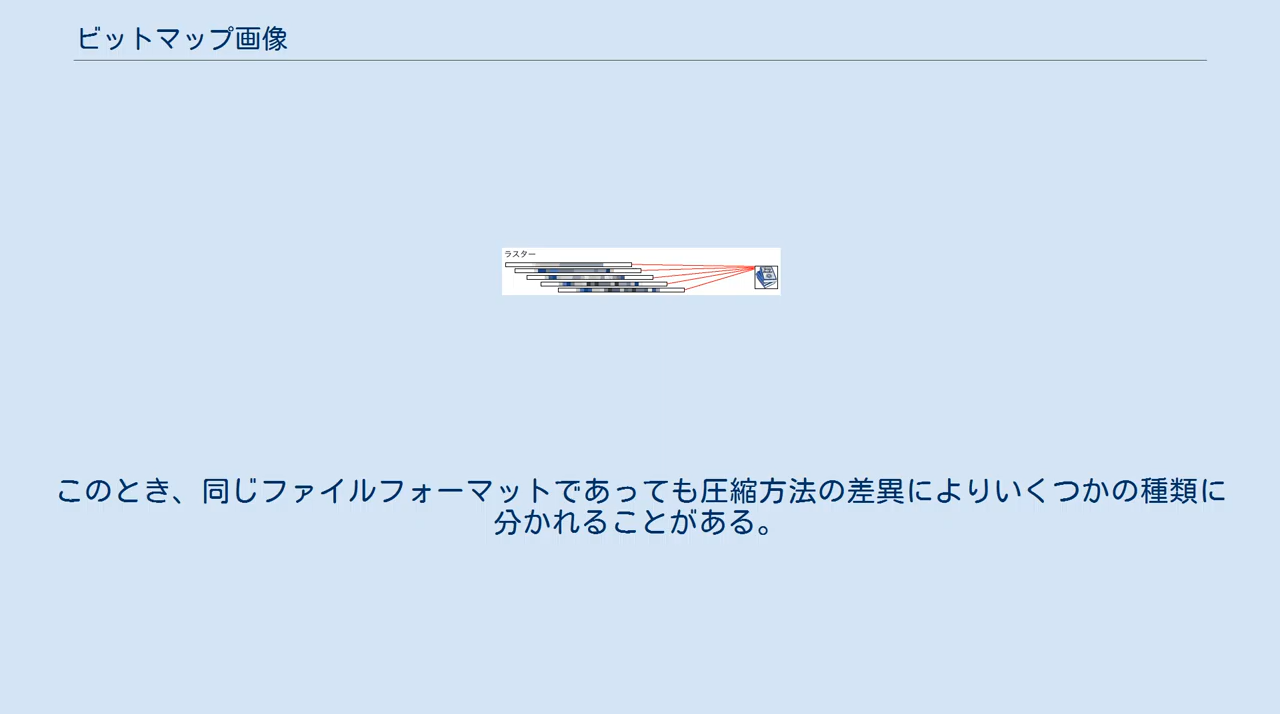 ビットマップ画像
ラスター
このとき、同じファイルフォーマットであっても圧縮方法の差異によりいくつかの種類に
分かれることがある。